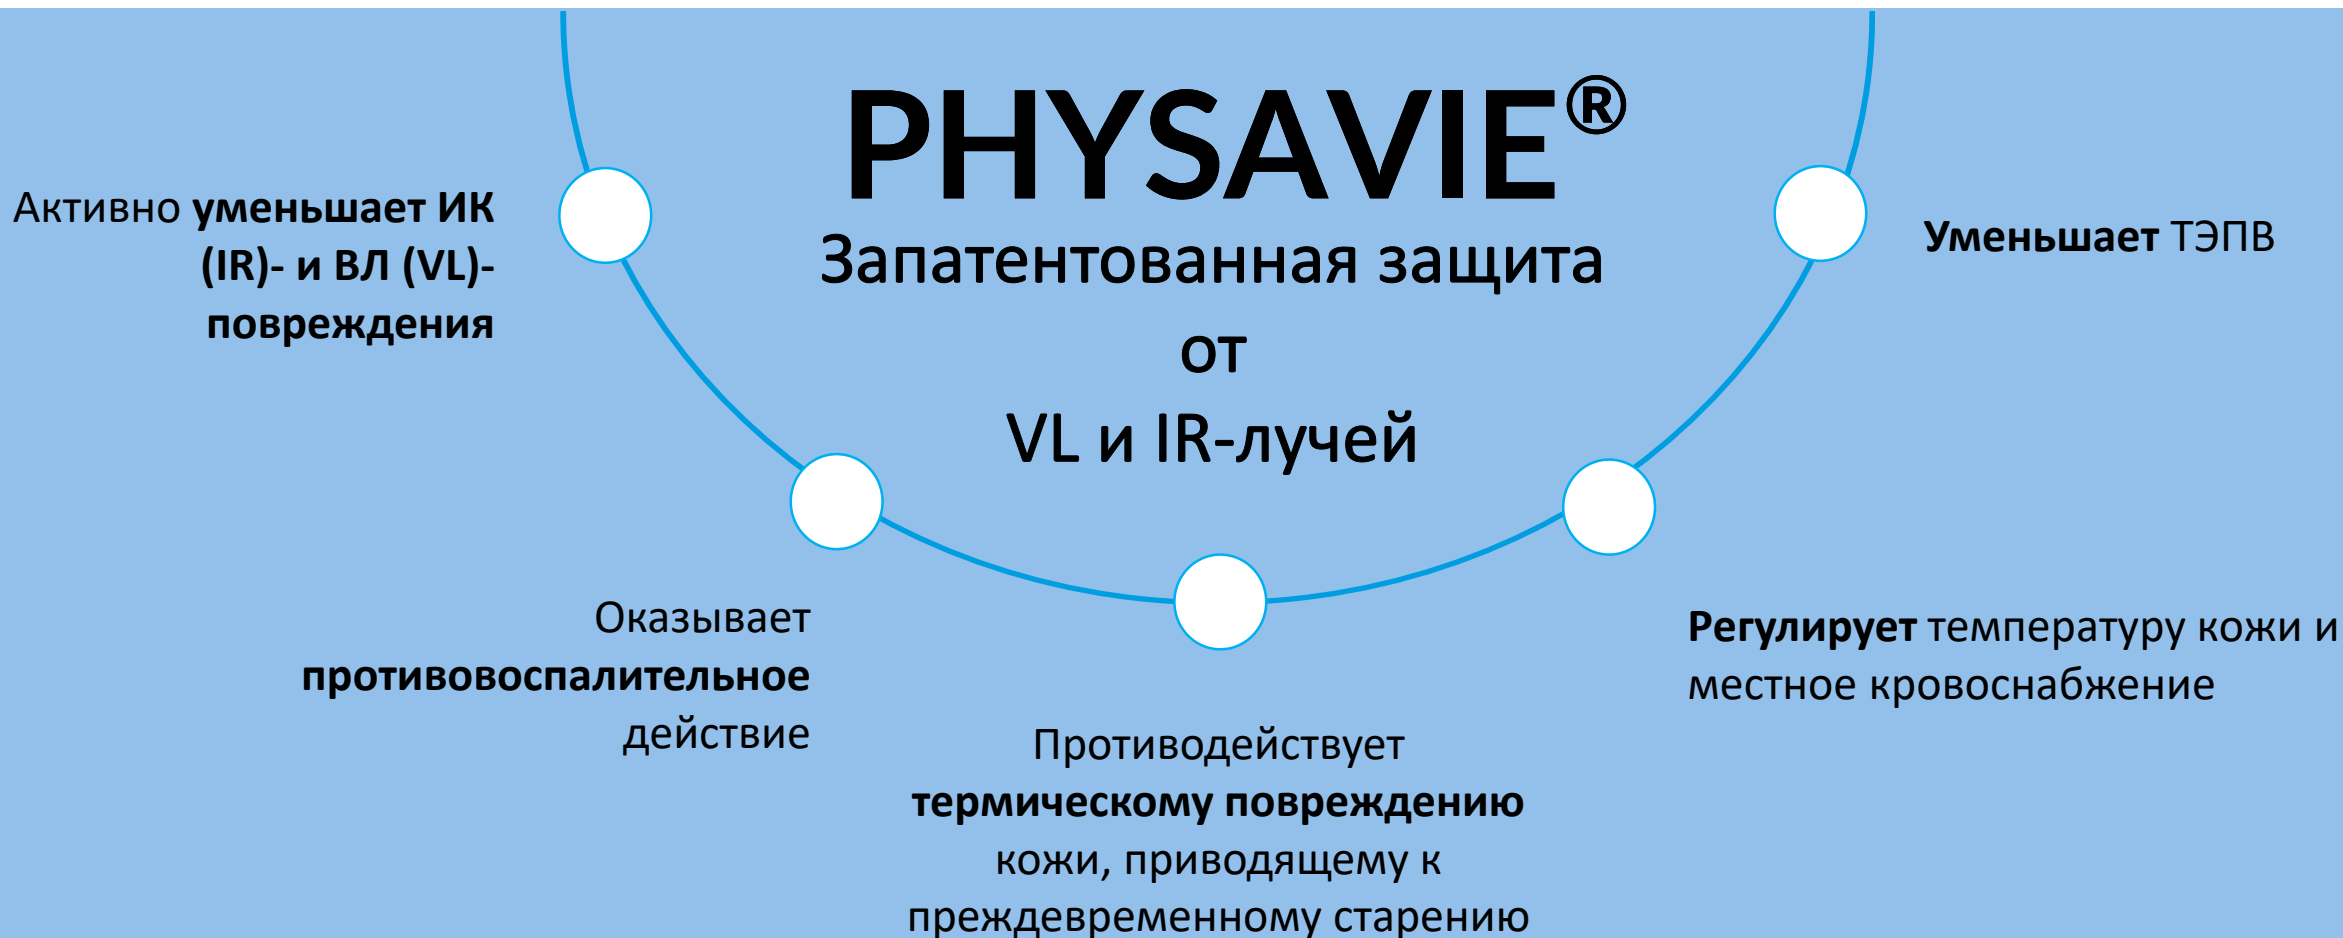 PHYSAVIE®
Запатентованная защита
от
VL и IR-лучей
Активно уменьшает ИК
(IR)- и ВЛ (VL)-
повреждения
Оказывает
противовоспалительное
действие
Противодействует
термическому повреждению
кожи, приводящему к
преждевременному старению
Регулирует температуру кожи и
местное кровоснабжение
Уменьшает ТЭПВ